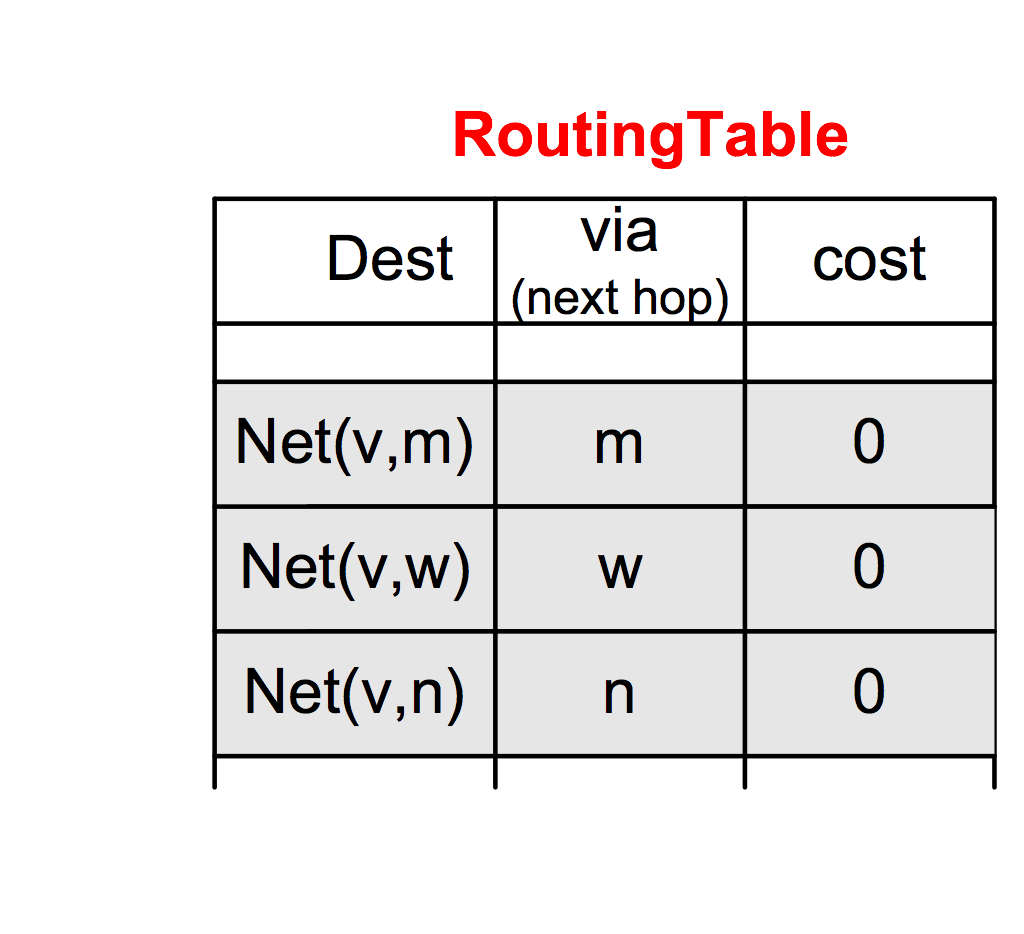 RoutingTable
Dest via (next hop) cost
Net(v,m) m 0
Net(v,w) w 0
Net(v,n) n 0